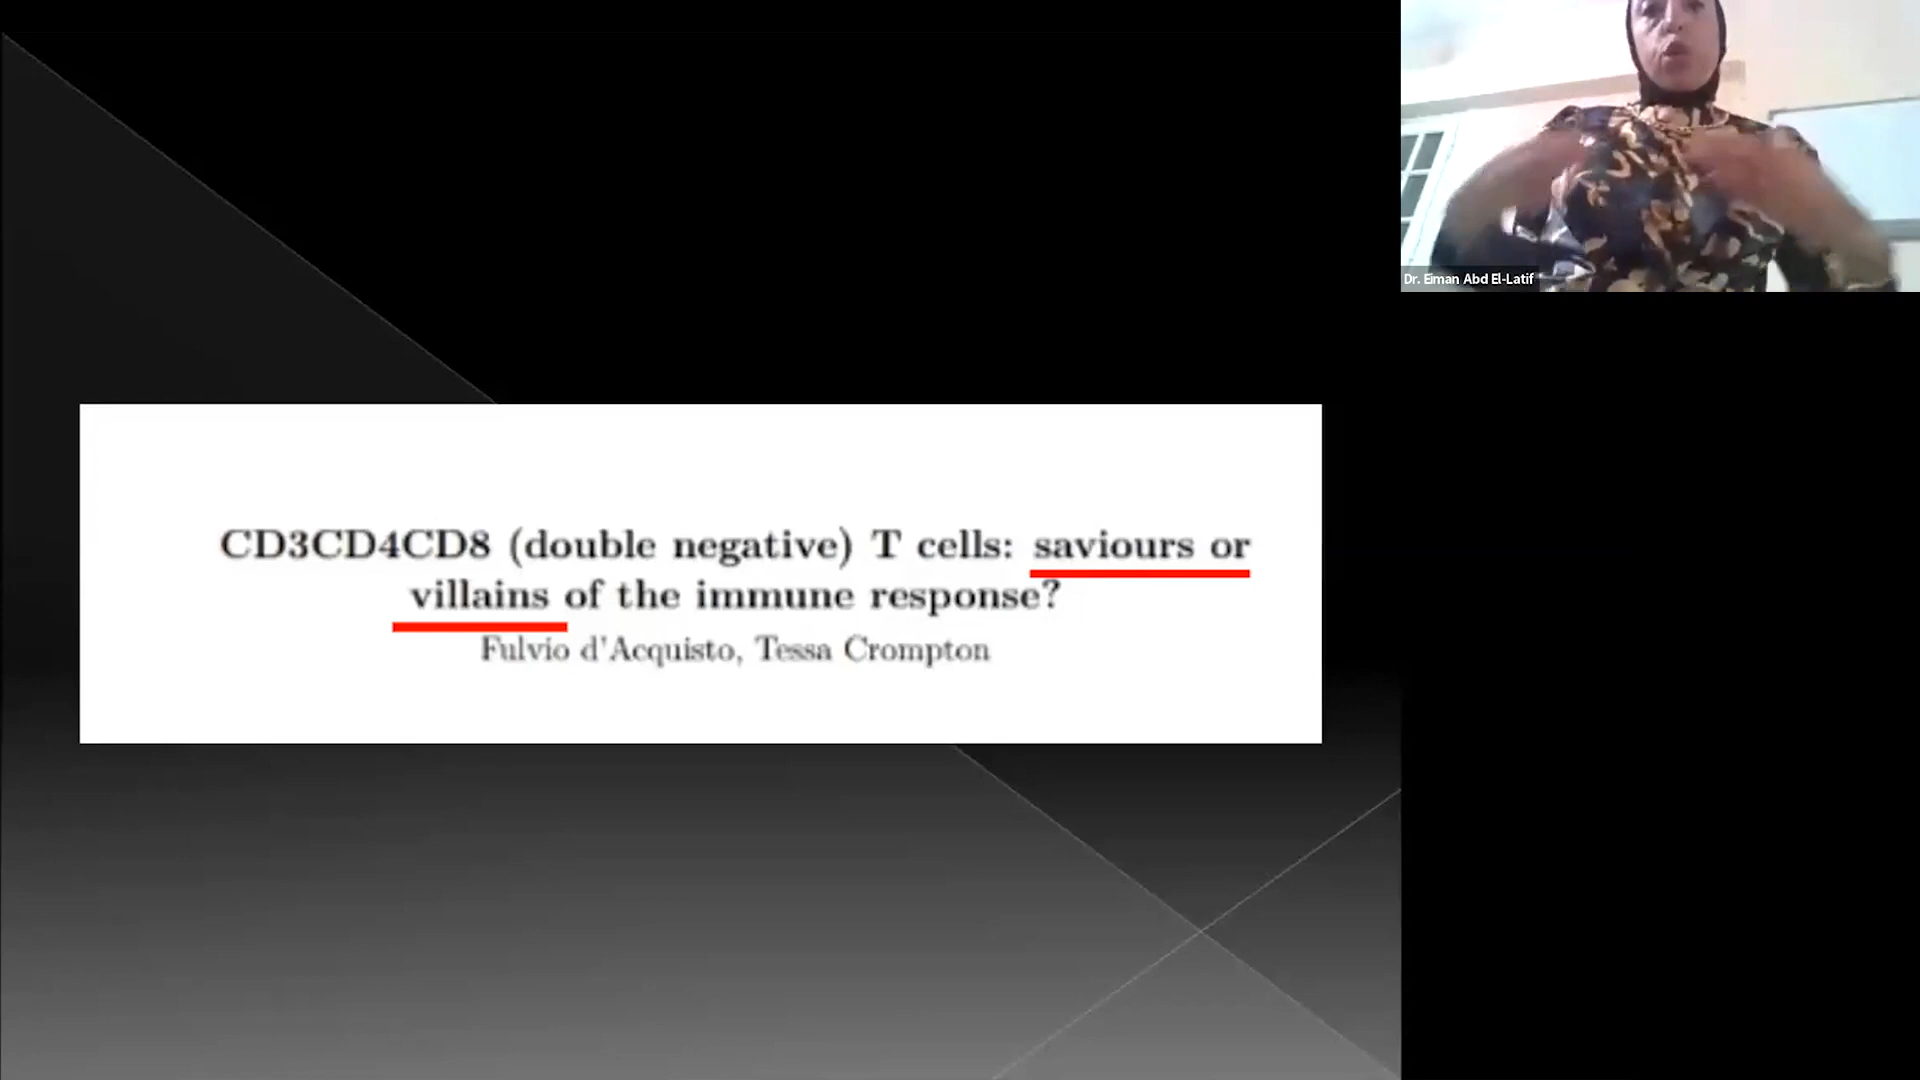 CD3CD4CD8 (double negative) T cells: saviours or
villains of the immune response?
Fulvio d'Acquisto, Tessa Crompton
Dr. Eiman Abd El-Latif